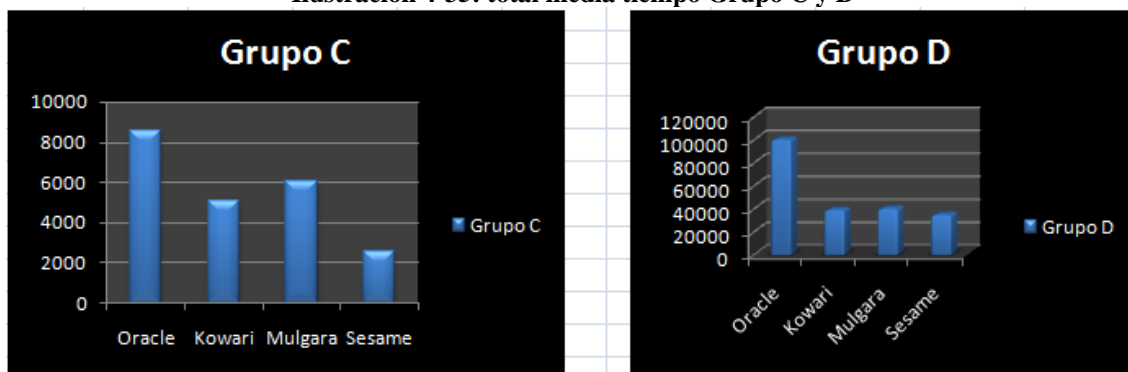 Ilustración 4-35: total media tiempo Grupo C y D
Grupo C
10000
8000
6000
4000
2000
0
Oracle Kowari Mulgara Sesame
Grupo C
Grupo D
120000
100000
80000
60000
40000
20000
0
Oracle Kowari Mulgara Sesame
Grupo D